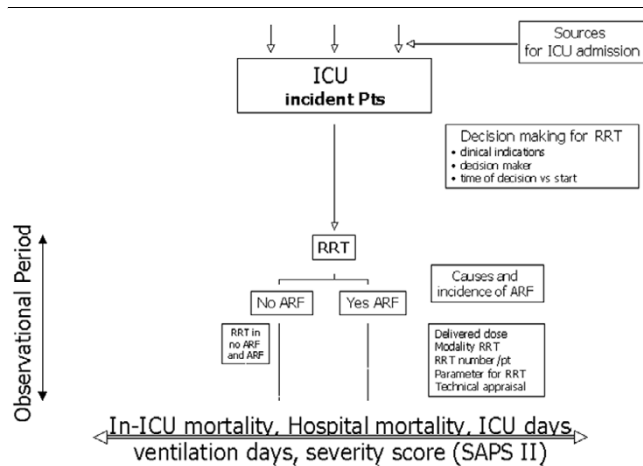 Sources
for ICU admission
ICU
incident Pts
Decision making for RRT
• clinical indications
• decision maker
• time of decision vs start
Observational Period
RRT
Causes and
incidence of ARF
No ARF
Yes ARF
RRT in
no ARF
and ARF
Delivered dose
Modality RRT
RRT number/pt
Parameter for RRT
Technical appraisal
In-ICU mortality, Hospital mortality, ICU days
ventilation days, severity score (SAPS II)